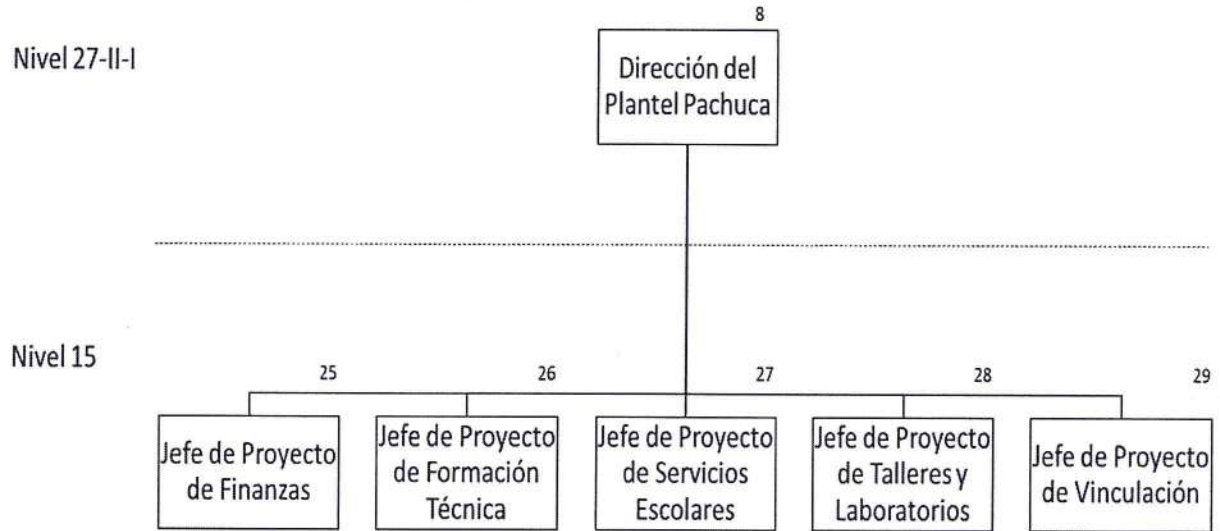 8
Nivel 27-II-I
Dirección del
Plantel Pachuca
Nivel 15
25
26
27
28
29
Jefe de Proyecto
de Finanzas
Jefe de Proyecto
de Formación
Técnica
Jefe de Proyecto
de Servicios
Escolares
Jefe de Proyecto
de Talleres y
Laboratorios
Jefe de Proyecto
de Vinculación